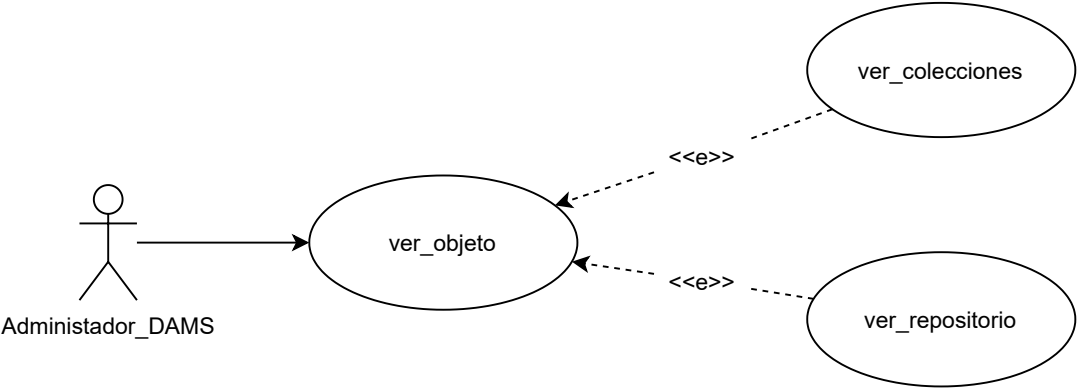 ver_colecciones
<<e>>
ver_objeto
<<e>>
ver_repositorio
Administador_DAMS